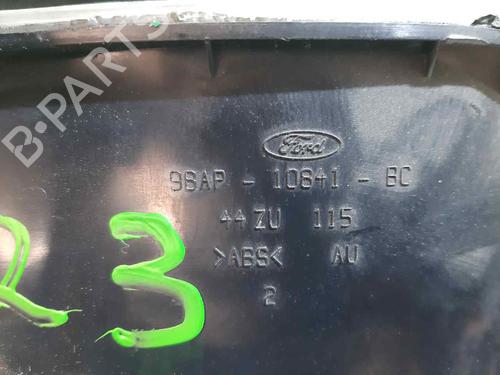 B-PARTS
Ford
98AP - 10841 - BC
44 ZU 115
>ABS< AU
2
23